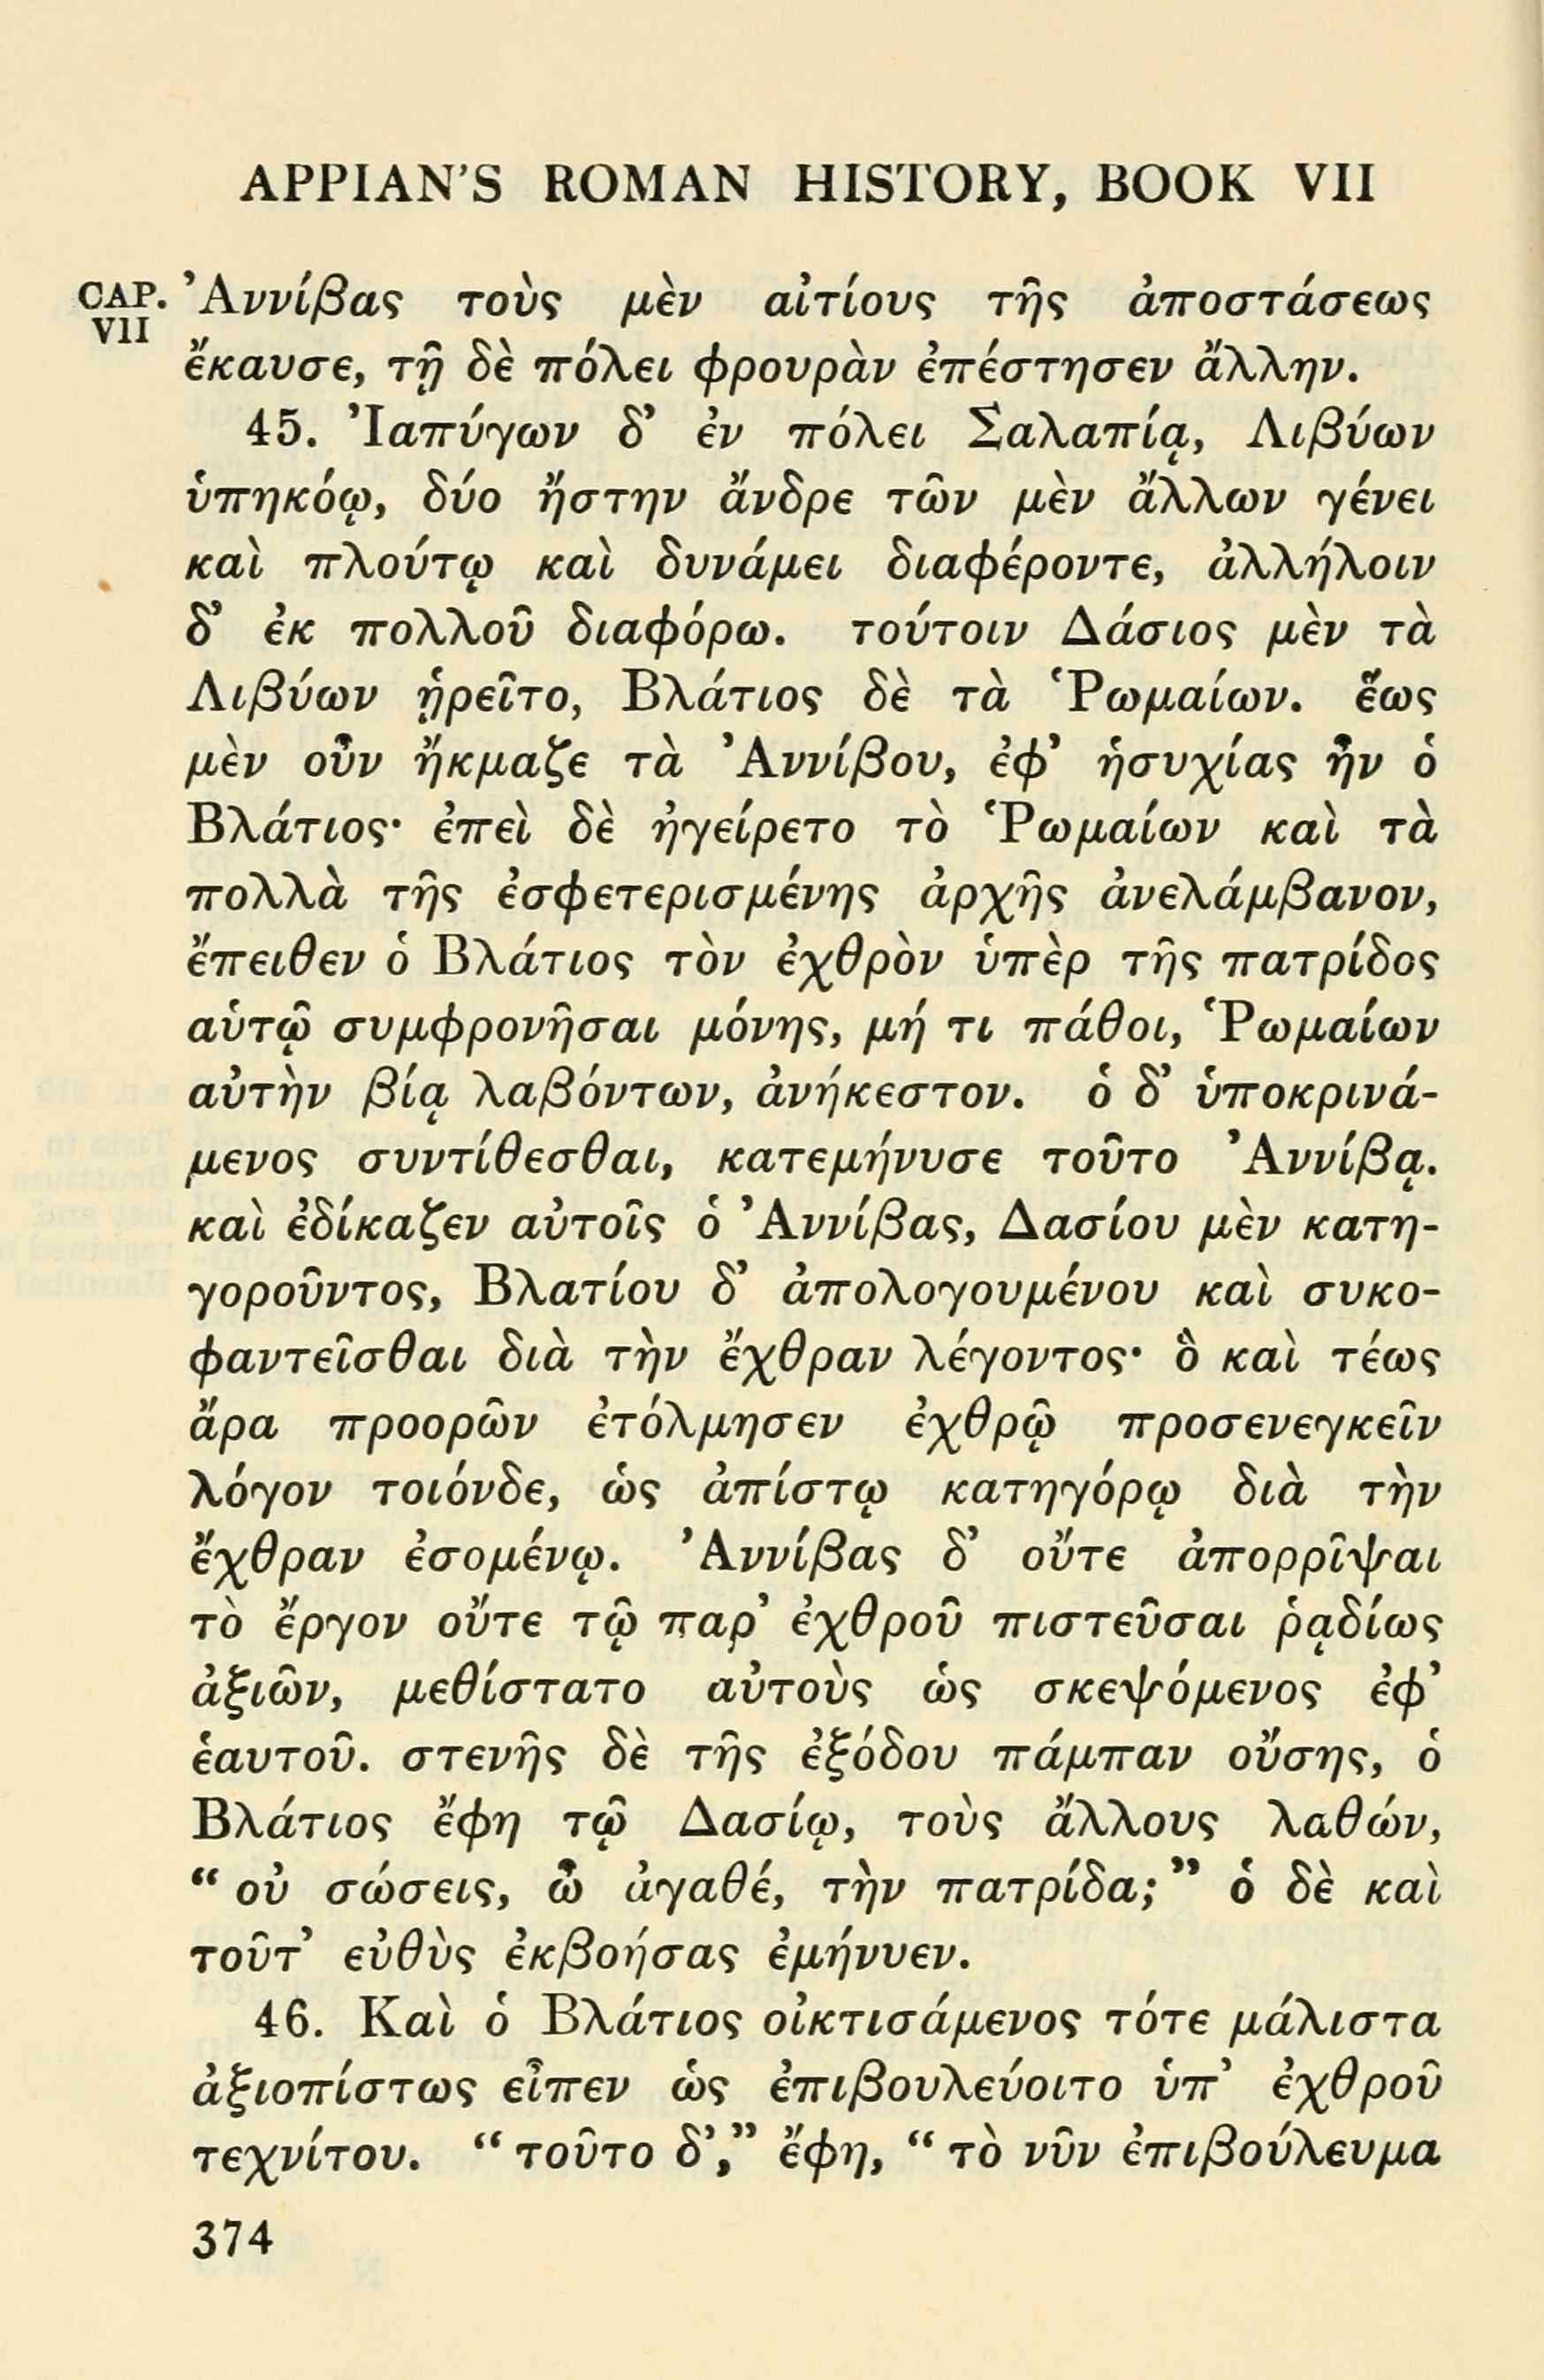 APPIAN'S ROMAN HISTORY, BOOK VII
CAP. VII
Ἀννίβας τοὺς μὲν αἰτίους τῆς ἀποστάσεως
ἔκαυσε, τῇ δὲ πόλει φρουρὰν ἐπέστησεν ἄλλην.
45. Ἰαπύγων δ’ ἐν πόλει Σαλαπίᾳ, Λιβύων
ὑπηκόῳ, δύο ἤστην ἄνδρε τῶν μὲν ἄλλων γένει
καὶ πλούτῳ καὶ δυνάμει διαφέροντε, ἀλλήλοιν
δ’ ἐκ πολλοῦ διαφόρω. τούτοιν Δάσιος μὲν τὰ
Λιβύων ᾑρεῖτο, Βλάτιος δὲ τὰ Ῥωμαίων. ἕως
μὲν οὖν ἤκμαζε τὰ Ἀννίβου, ἐφ’ ἡσυχίας ἦν ὁ
Βλάτιος· ἐπεὶ δὲ ἠγείρετο τὸ Ῥωμαίων καὶ τὰ
πολλὰ τῆς ἐσφετερισμένης ἀρχῆς ἀνελάμβανον,
ἔπειθεν ὁ Βλάτιος τὸν ἐχθρὸν ὑπὲρ τῆς πατρίδος
αὑτῷ συμφρονῆσαι μόνης, μή τι πάθοι, Ῥωμαίων
αὐτὴν βίᾳ λαβόντων, ἀνήκεστον. ὁ δ’ ὑποκρινά-
μενος συντίθεσθαι, κατεμήνυσε τοῦτο Ἀννίβᾳ.
καὶ ἐδίκαζεν αὐτοῖς ὁ Ἀννίβας, Δασίου μὲν κατη-
γοροῦντος, Βλατίου δ’ ἀπολογουμένου καὶ συκο-
φαντεῖσθαι διὰ τὴν ἔχθραν λέγοντος· ὃ καὶ τέως
ἄρα προορῶν ἐτόλμησεν ἐχθρῷ προσενεγκεῖν
λόγον τοιόνδε, ὡς ἀπίστῳ κατηγόρῳ διὰ τὴν
ἔχθραν ἐσομένῳ. Ἀννίβας δ’ οὔτε ἀπορρῖψαι
τὸ ἔργον οὔτε τῷ παρ’ ἐχθροῦ πιστεῦσαι ῥᾳδίως
ἀξιῶν, μεθίστατο αὐτοὺς ὡς σκεψόμενος ἐφ’
ἑαυτοῦ. στενῆς δὲ τῆς ἐξόδου πάμπαν οὔσης, ὁ
Βλάτιος ἔφη τῷ Δασίῳ, τοὺς ἄλλους λαθών,
“ οὐ σώσεις, ὦ ἀγαθέ, τὴν πατρίδα;” ὁ δὲ καὶ
τοῦτ’ εὐθὺς ἐκβοήσας ἐμήνυεν.
46. Καὶ ὁ Βλάτιος οἰκτισάμενος τότε μάλιστα
ἀξιοπίστως εἶπεν ὡς ἐπιβουλεύοιτο ὑπ’ ἐχθροῦ
τεχνίτου. “ τοῦτο δ’,” ἔφη, “ τὸ νῦν ἐπιβούλευμα
374